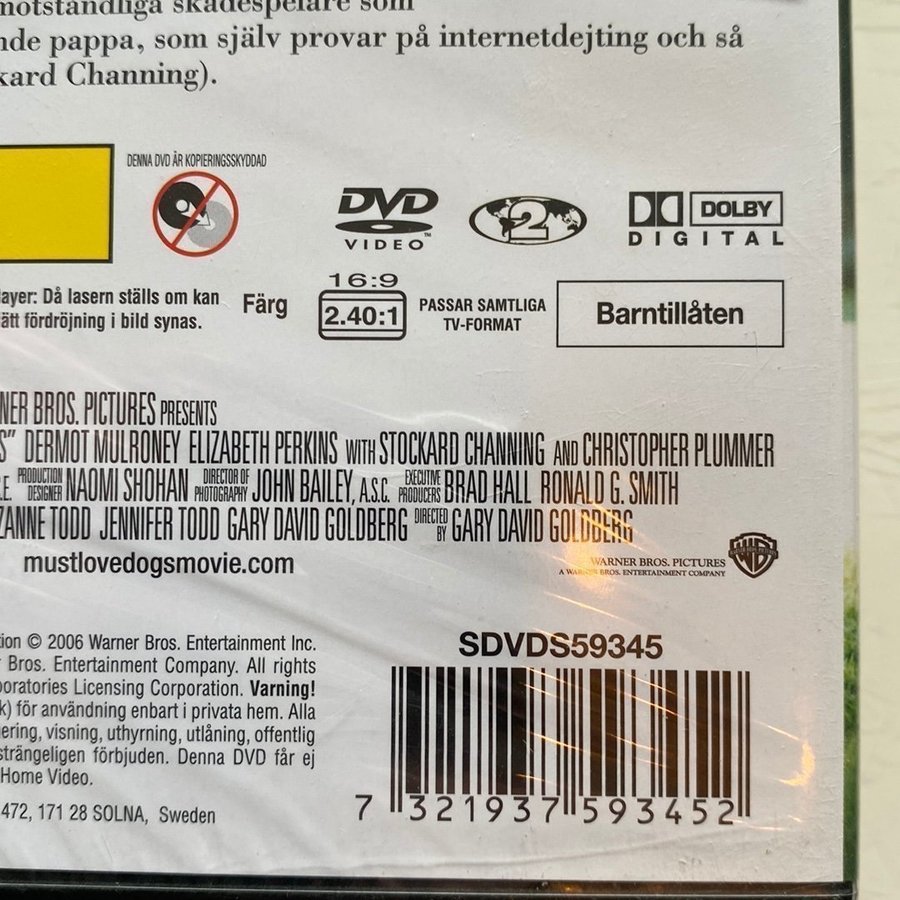 motståndliga skådespelare som
nde pappa, som själv provar på internetdejting och så
kard Channing).
DENNA DVD ÄR KOPIERINGSSKYDDAD
DVD
VIDEO™
2
DOLBY
DIGITAL
ayer: Då lasern ställs om kan
ätt fördröjning i bild synas.
Färg
16:9
2.40:1
PASSAR SAMTLIGA
TV-FORMAT
Barntillåten
NER BROS. PICTURES PRESENTS
S” DERMOT MULRONEY ELIZABETH PERKINS WITH STOCKARD CHANNING AND CHRISTOPHER PLUMMER
.E. PRODUCTION DESIGNER NAOMI SHOHAN DIRECTOR OF PHOTOGRAPHY JOHN BAILEY, A.S.C. EXECUTIVE PRODUCERS BRAD HALL RONALD G. SMITH
ZANNE TODD JENNIFER TODD GARY DAVID GOLDBERG DIRECTED BY GARY DAVID GOLDBERG
mustlovedogsmovie.com
WARNER BROS. PICTURES
A WARNER BROS. ENTERTAINMENT COMPANY
tion © 2006 Warner Bros. Entertainment Inc.
r Bros. Entertainment Company. All rights
boratories Licensing Corporation. Varning!
k) för användning enbart i privata hem. Alla
ering, visning, uthyrning, utlåning, offentlig
strängeligen förbjuden. Denna DVD får ej
Home Video.
472, 171 28 SOLNA, Sweden
SDVDS59345
7 321937 593452